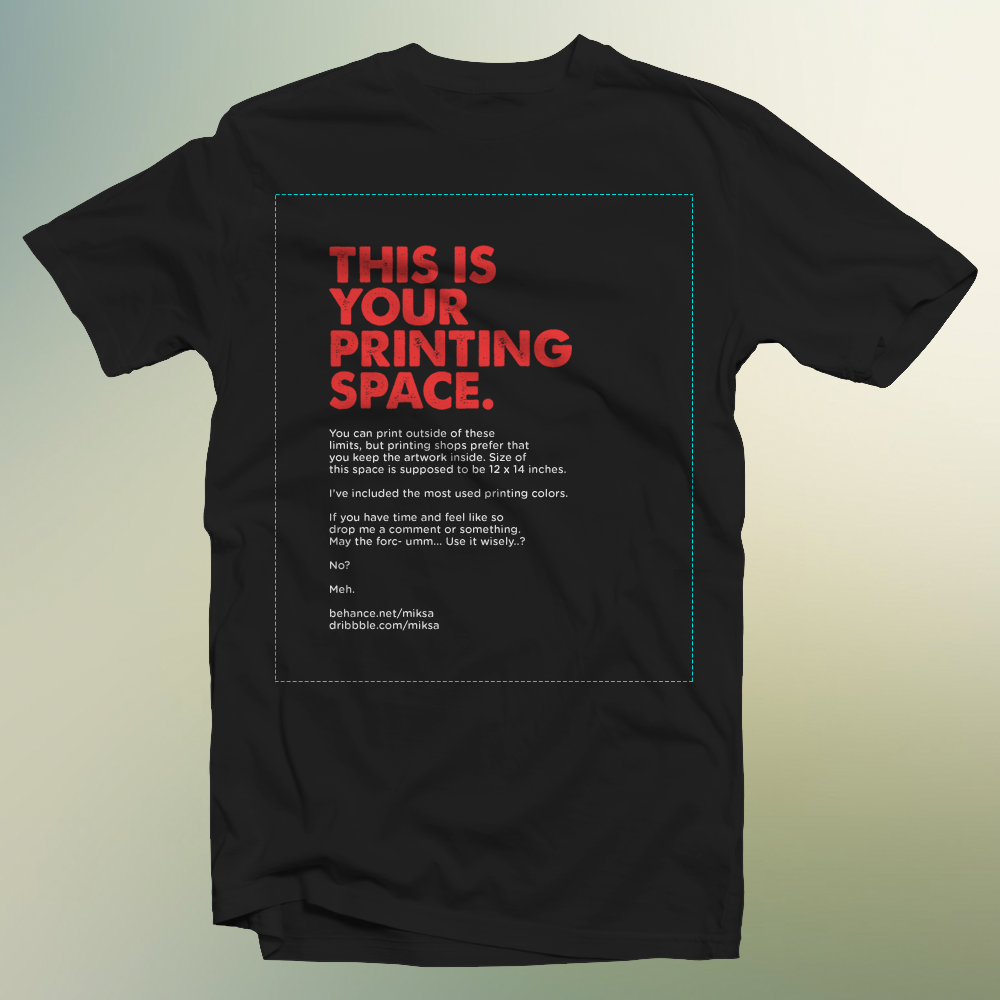 THIS IS
YOUR
PRINTING
SPACE.
You can print outside of these
limits, but printing shops prefer that
you keep the artwork inside. Size of
this space is supposed to be 12 x 14 inches.
I've included the most used printing colors.
If you have time and feel like so
drop me a comment or something.
May the forc- umm... Use it wisely..?
No?
Meh.
behance.net/miksa
dribbble.com/miksa